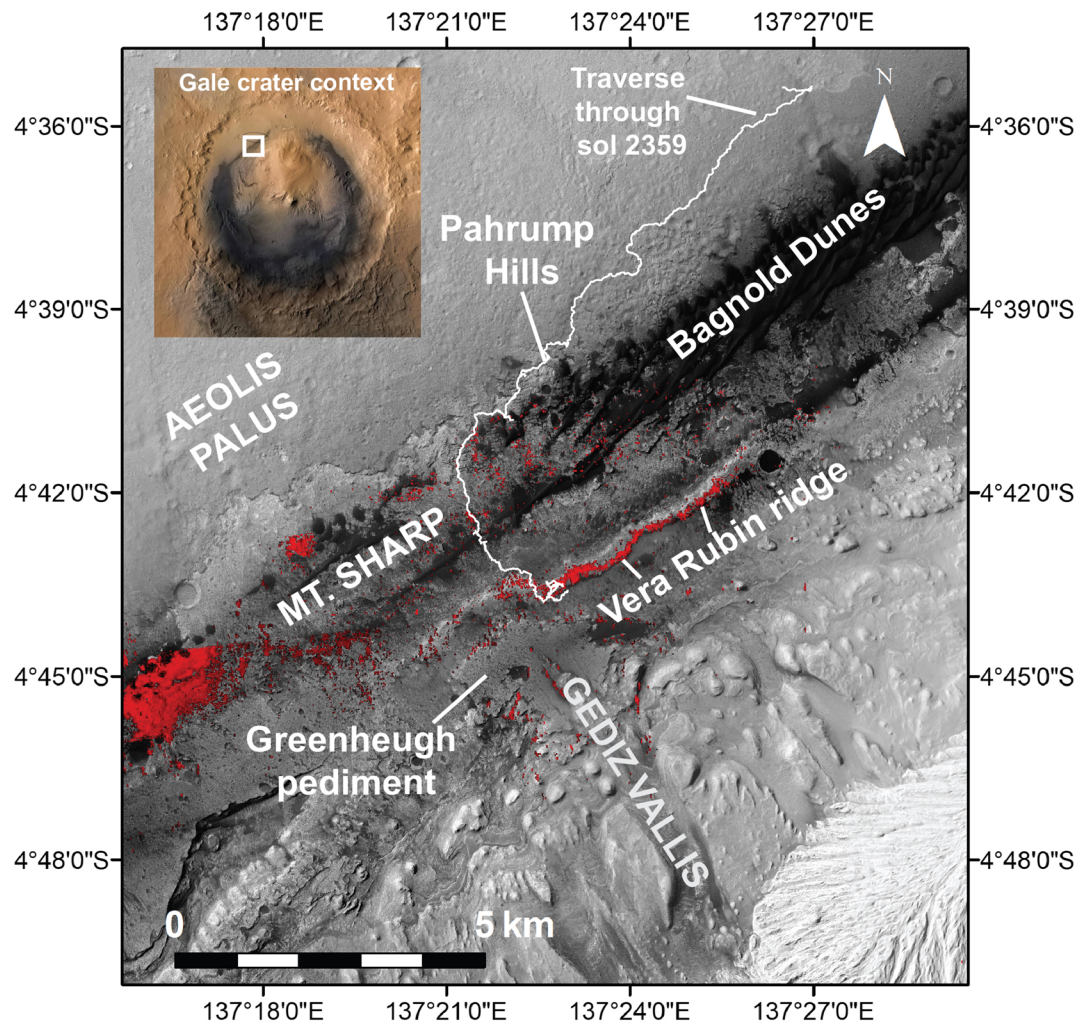 137°18'0"E 137°21'0"E 137°24'0"E 137°27'0"E
Gale crater context
Traverse
through
sol 2359
N
4°36'0"S 4°36'0"S
Pahrump
Hills
Bagnold Dunes
4°39'0"S 4°39'0"S
AEOLIS
PALUS
4°42'0"S 4°42'0"S
MT. SHARP
Vera Rubin ridge
4°45'0"S 4°45'0"S
Greenheugh
pediment
GEDIZ VALLIS
4°48'0"S 4°48'0"S
0 5 km
137°18'0"E 137°21'0"E 137°24'0"E 137°27'0"E